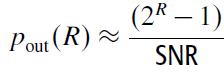 p_out(R) ≈ (2^R − 1) / SNR